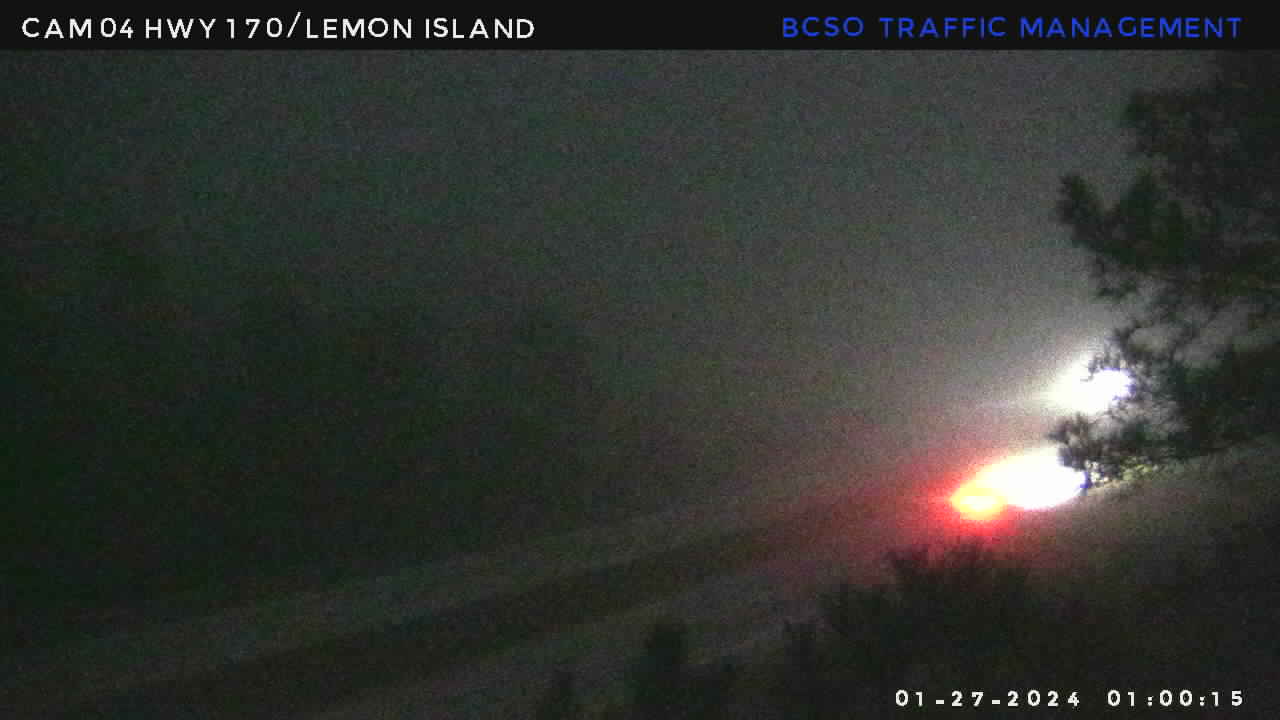 CAM04 HWY 170/LEMON ISLAND
BCSO TRAFFIC MANAGEMENT
01-27-2024 01:00:15